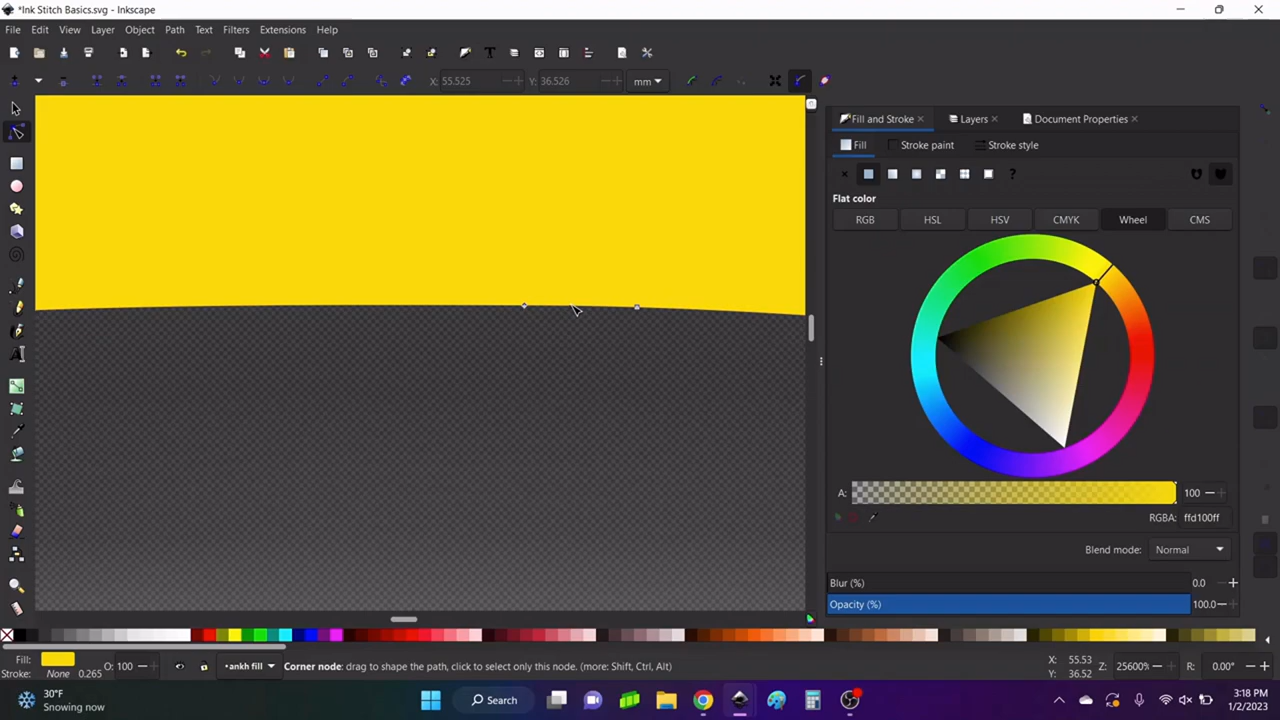 *Ink Stitch Basics.svg - Inkscape
File Edit View Layer Object Path Text Filters Extensions Help
X: 55.525 Y: 36.526 mm
Fill and Stroke Layers Document Properties
Fill Stroke paint Stroke style
?
Flat color
RGB HSL HSV CMYK Wheel CMS
A: 100
RGBA: ffd100ff
Blend mode: Normal
Blur (%) 0.0
Opacity (%) 100.0
Fill: O: 100 •ankh fill Corner node: drag to shape the path, click to select only this node. (more: Shift, Ctrl, Alt) X: 55.53 Z: 25600% R: 0.00°
Stroke: None 0.265 Y: 36.52
30°F
Snowing now
Search
3:18 PM
1/2/2023